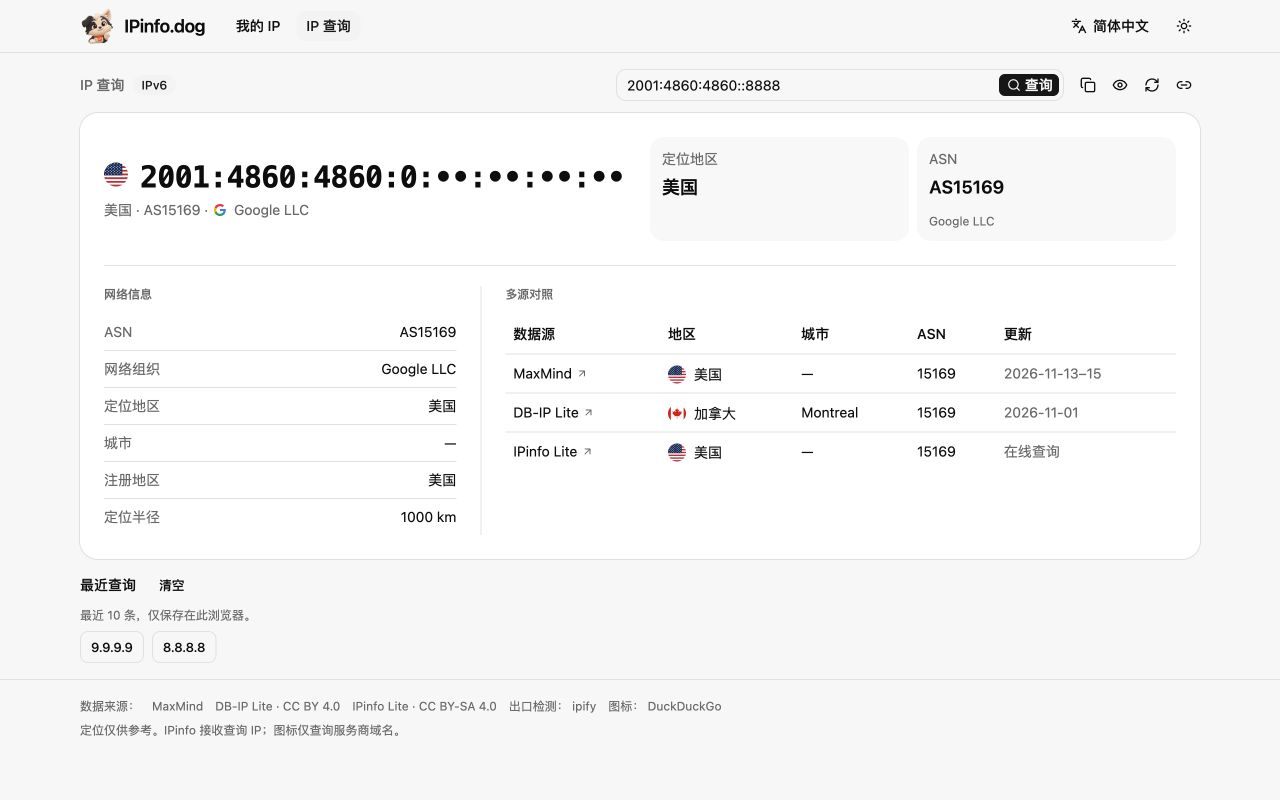 IPinfo.dog 我的 IP IP 查询 简体中文
IP 查询 IPv6 2001:4860:4860::8888 查询
2001:4860:4860:0:••:••:••:••
美国 · AS15169 · Google LLC
定位地区
美国
ASN
AS15169
Google LLC
网络信息
ASN AS15169
网络组织 Google LLC
定位地区 美国
城市 —
注册地区 美国
定位半径 1000 km
多源对照
数据源 地区 城市 ASN 更新
MaxMind ↗ 美国 — 15169 2026-11-13–15
DB-IP Lite ↗ 加拿大 Montreal 15169 2026-11-01
IPinfo Lite ↗ 美国 — 15169 在线查询
最近查询 清空
最近 10 条，仅保存在此浏览器。
9.9.9.9 8.8.8.8
数据来源： MaxMind DB-IP Lite · CC BY 4.0 IPinfo Lite · CC BY-SA 4.0 出口检测： ipify 图标： DuckDuckGo
定位仅供参考。IPinfo 接收查询 IP；图标仅查询服务商域名。